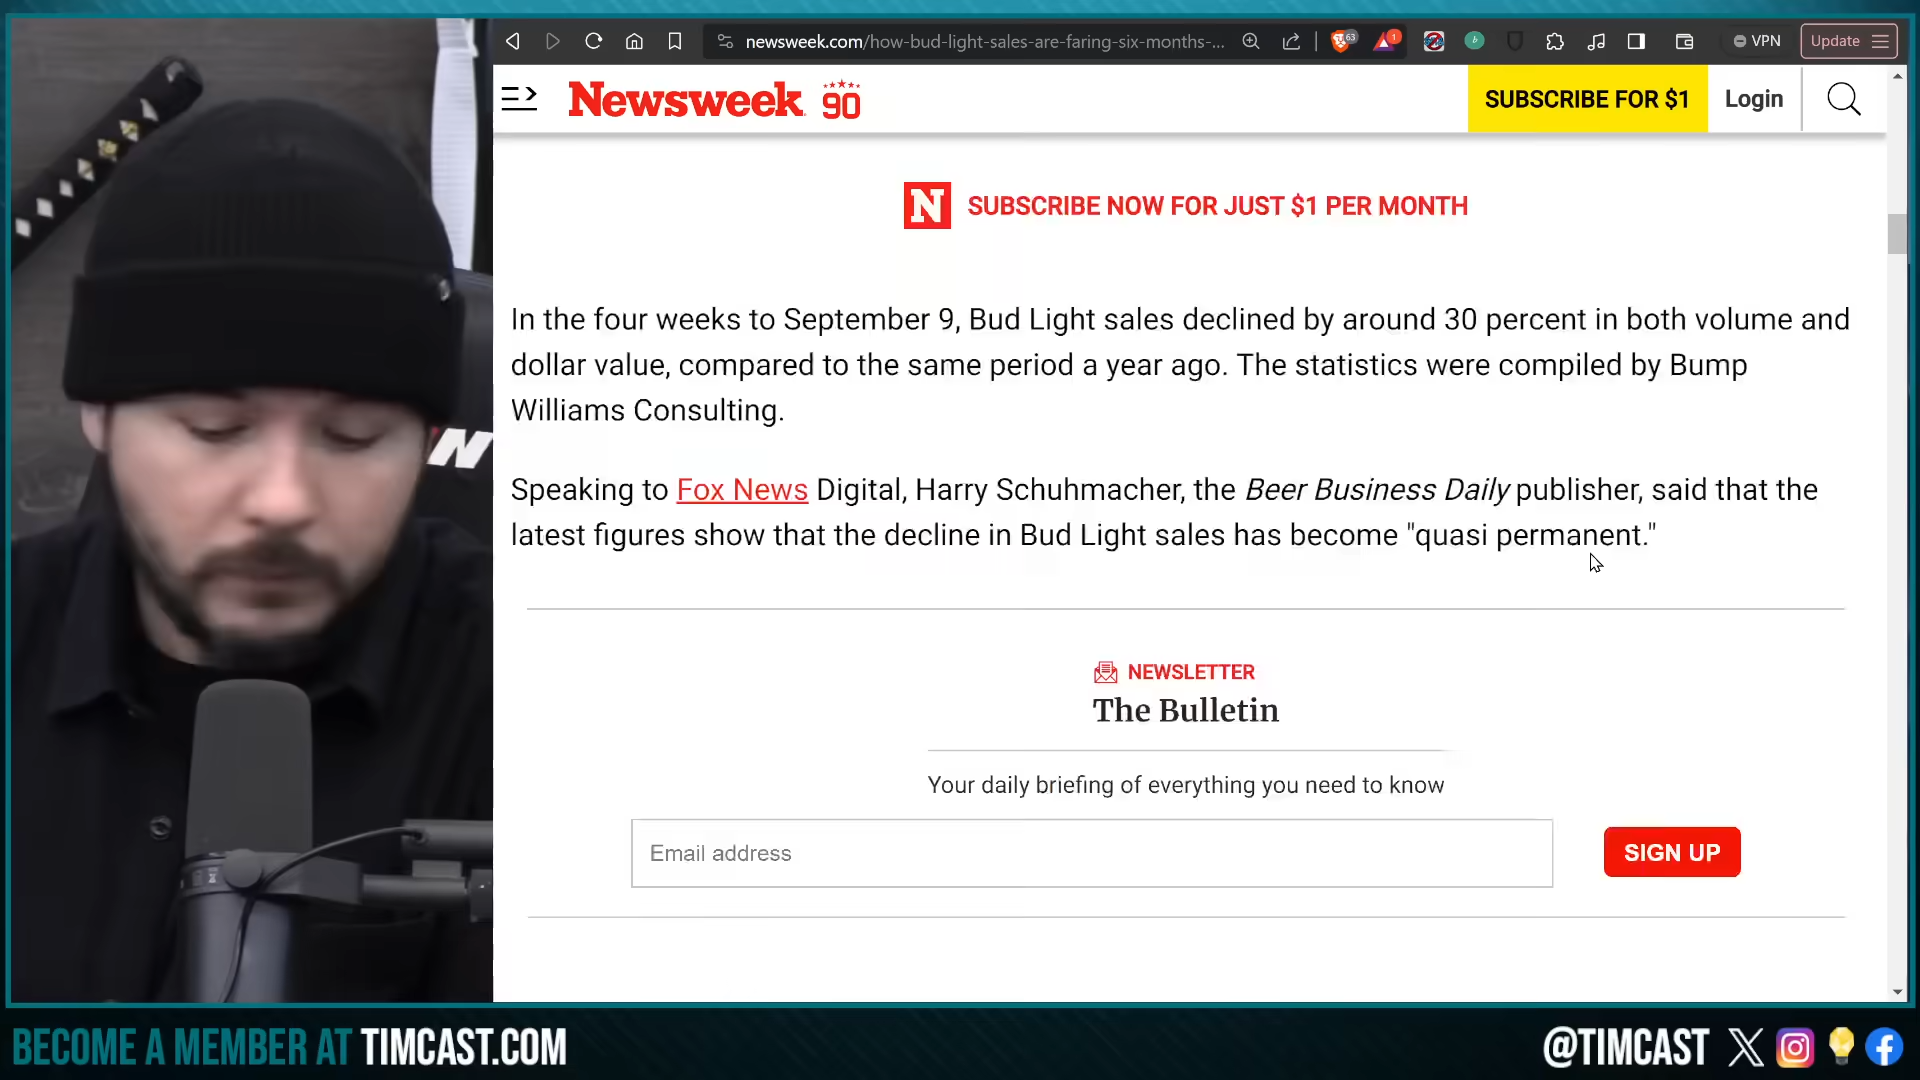 newsweek.com/how-bud-light-sales-are-faring-six-months-...
63
1
b
VPN
Update
Newsweek 90
SUBSCRIBE FOR $1
Login
N SUBSCRIBE NOW FOR JUST $1 PER MONTH
In the four weeks to September 9, Bud Light sales declined by around 30 percent in both volume and
dollar value, compared to the same period a year ago. The statistics were compiled by Bump
Williams Consulting.
Speaking to Fox News Digital, Harry Schuhmacher, the Beer Business Daily publisher, said that the
latest figures show that the decline in Bud Light sales has become "quasi permanent."
NEWSLETTER
The Bulletin
Your daily briefing of everything you need to know
Email address
SIGN UP
BECOME A MEMBER AT TIMCAST.COM
@TIMCAST